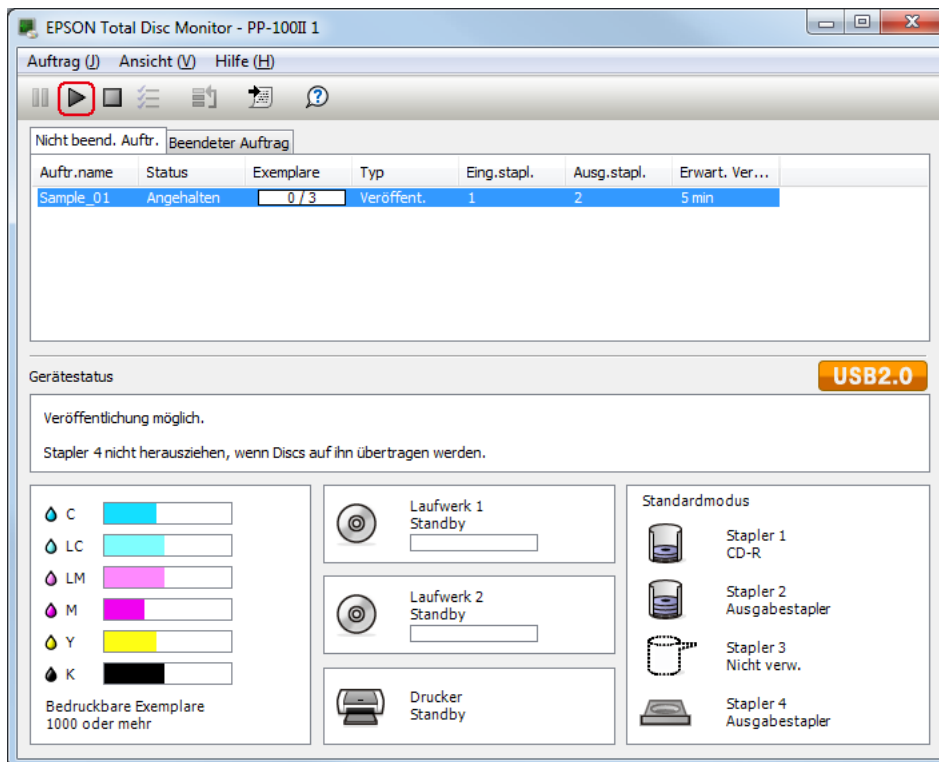 EPSON Total Disc Monitor - PP-100II 1
Auftrag (J) Ansicht (V) Hilfe (H)
Nicht beend. Auftr. Beendeter Auftrag
Auftr.name Status Exemplare Typ Eing.stapl. Ausg.stapl. Erwart. Ver...
Sample_01 Angehalten 0 / 3 Veröffent. 1 2 5 min
Gerätestatus
USB2.0
Veröffentlichung möglich.
Stapler 4 nicht herausziehen, wenn Discs auf ihn übertragen werden.
C
LC
LM
M
Y
K
Bedruckbare Exemplare
1000 oder mehr
Laufwerk 1
Standby
Laufwerk 2
Standby
Drucker
Standby
Standardmodus
Stapler 1
CD-R
Stapler 2
Ausgabestapler
Stapler 3
Nicht verw.
Stapler 4
Ausgabestapler